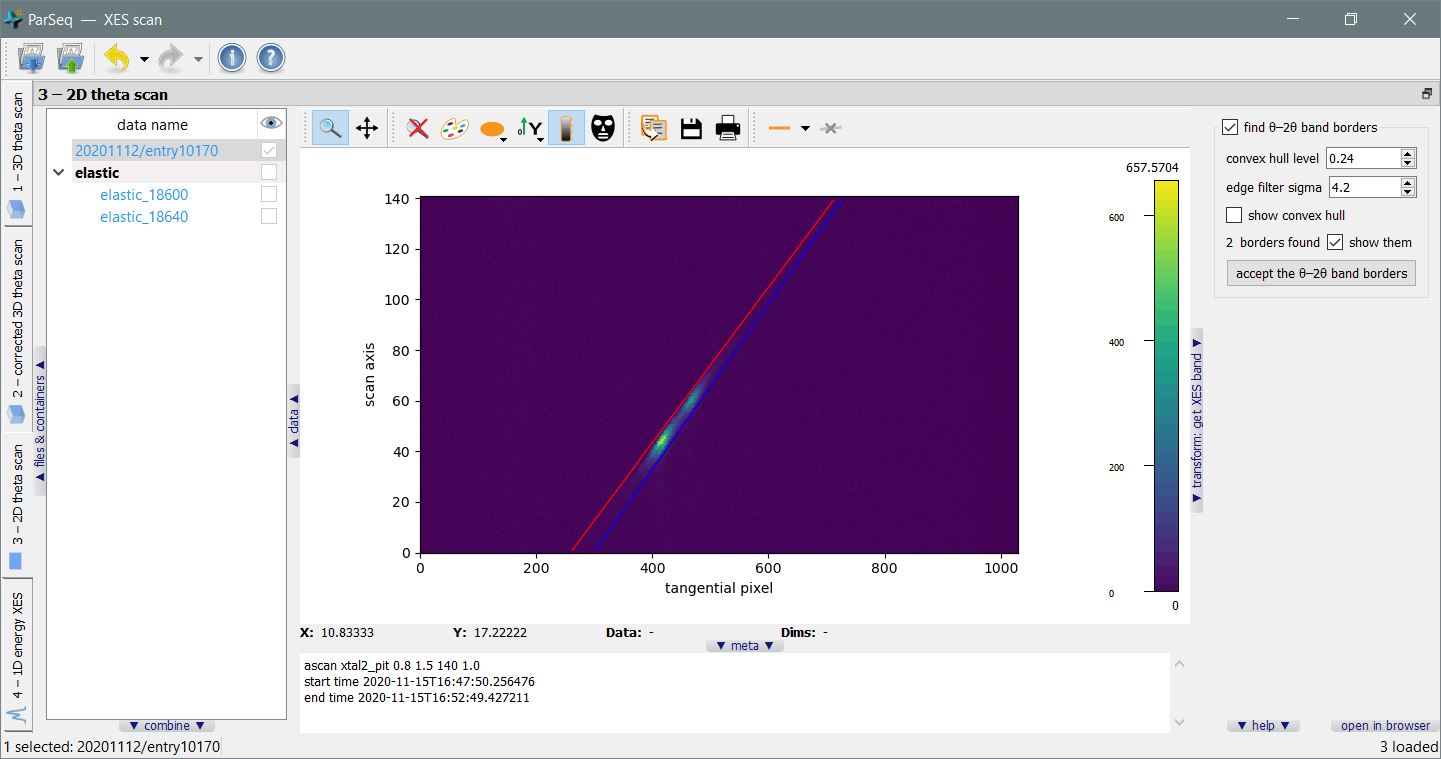 ParSeq — XES scan
3 − 2D theta scan
1 − 3D theta scan
2 − corrected 3D theta scan
3 − 2D theta scan
4 − 1D energy XES
files & containers
data name
20201112/entry10170
elastic
elastic_18600
elastic_18640
combine
data
Y
140
120
100
80
60
40
20
0
scan axis
0 200 400 600 800 1000
tangential pixel
657.5704
600
400
200
0
0
X: 10.83333 Y: 17.22222 Data: - Dims: -
meta
ascan xtal2_pit 0.8 1.5 140 1.0
start time 2020-11-15T16:47:50.256476
end time 2020-11-15T16:52:49.427211
transform: get XES band
find θ−2θ band borders
convex hull level 0.24
edge filter sigma 4.2
show convex hull
2 borders found show them
accept the θ−2θ band borders
help open in browser
1 selected: 20201112/entry10170 3 loaded